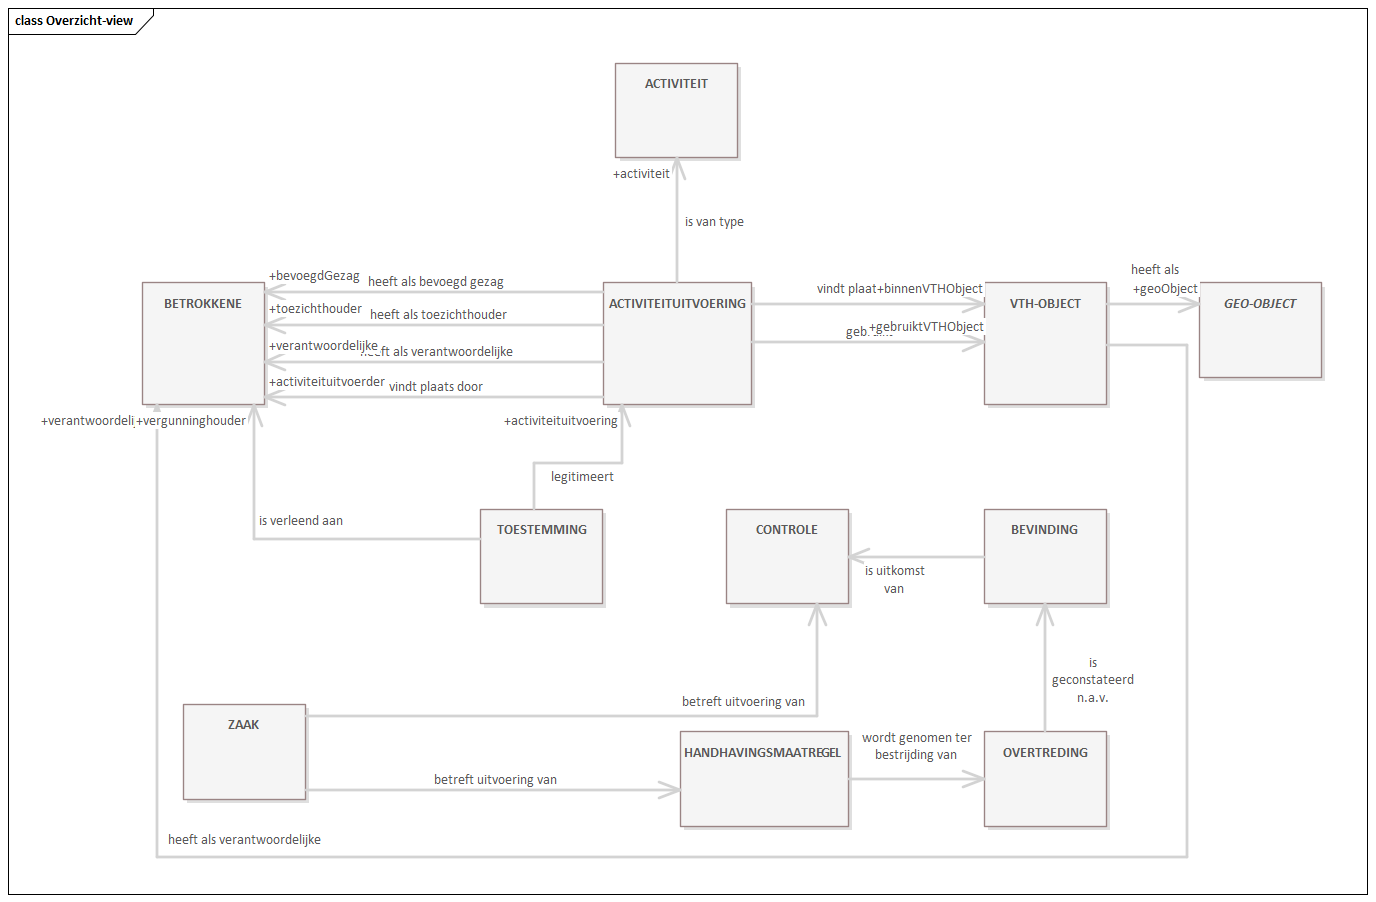 class Overzicht-view
ACTIVITEIT
+activiteit
is van type
BETROKKENE
+bevoegdGezag
heeft als bevoegd gezag
+toezichthouder
heeft als toezichthouder
+verantwoordelijke
heeft als verantwoordelijke
+activiteituitvoerder
vindt plaats door
ACTIVITEITUITVOERING
vindt plaat
+binnenVTHObject
+gebruiktVTHObject
VTH-OBJECT
heeft als
+geoObject
GEO-OBJECT
+verantwoordelij
+vergunninghouder
+activiteituitvoering
legitimeert
is verleend aan
TOESTEMMING
CONTROLE
BEVINDING
is uitkomst
van
is
geconstateerd
n.a.v.
betreft uitvoering van
ZAAK
HANDHAVINGSMAATREGEL
wordt genomen ter
bestrijding van
OVERTREDING
betreft uitvoering van
heeft als verantwoordelijke